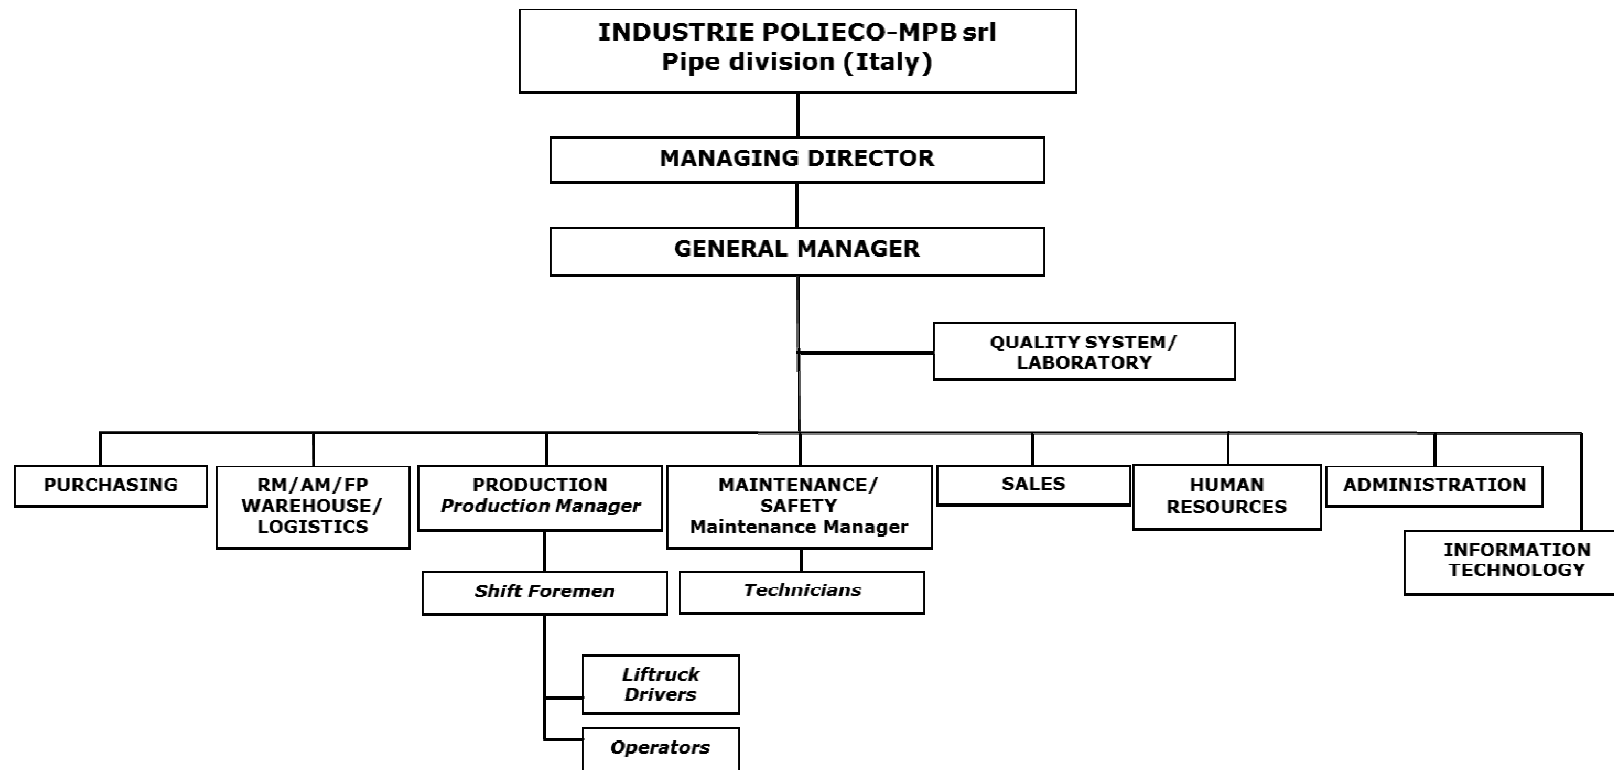 INDUSTRIE POLIECO-MPB srl
Pipe division (Italy)
MANAGING DIRECTOR
GENERAL MANAGER
QUALITY SYSTEM/
LABORATORY
PURCHASING
RM/AM/FP
WAREHOUSE/
LOGISTICS
PRODUCTION
Production Manager
MAINTENANCE/
SAFETY
Maintenance Manager
SALES
HUMAN
RESOURCES
ADMINISTRATION
INFORMATION
TECHNOLOGY
Shift Foremen
Technicians
Liftruck
Drivers
Operators